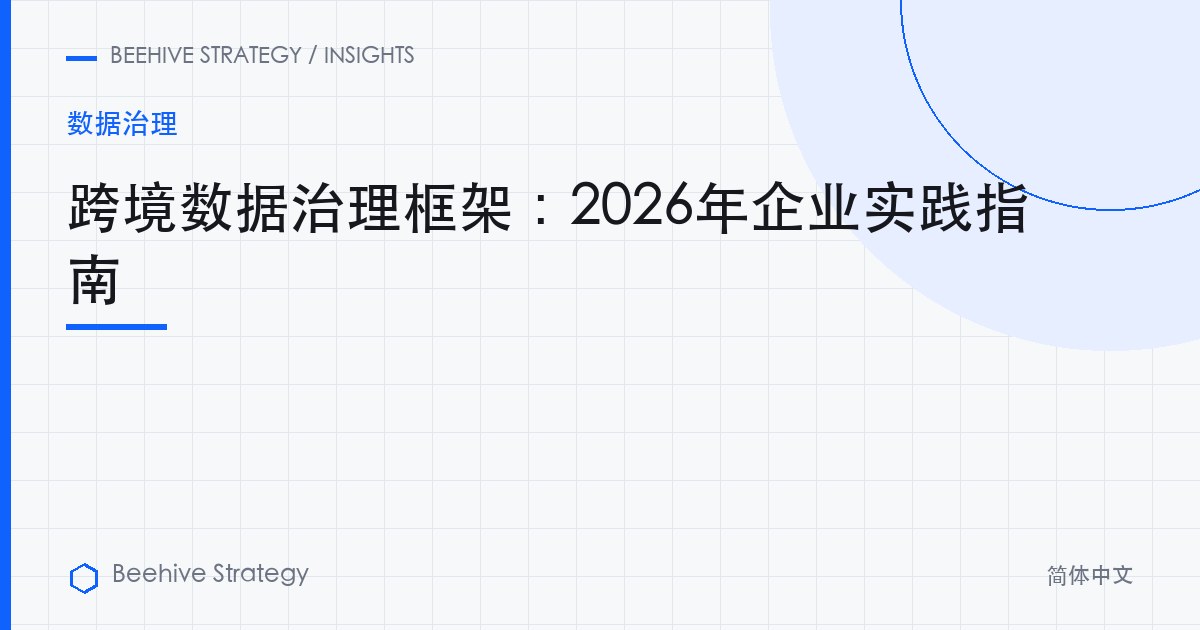 BEEHIVE STRATEGY / INSIGHTS
数据治理
跨境数据治理框架：2026年企业实践指
南
Beehive Strategy
简体中文